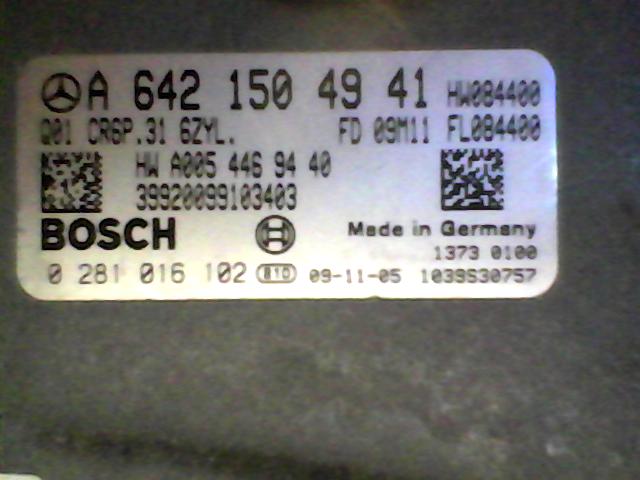 A 642 150 49 41 HW084400
Q01 CR6P.31 6ZYL. FD 09M11 FL084400
HW A005 446 94 40
39920099103403
BOSCH Made in Germany
1373 0100
0 281 016 102 B10 09-11-05 1039S30757